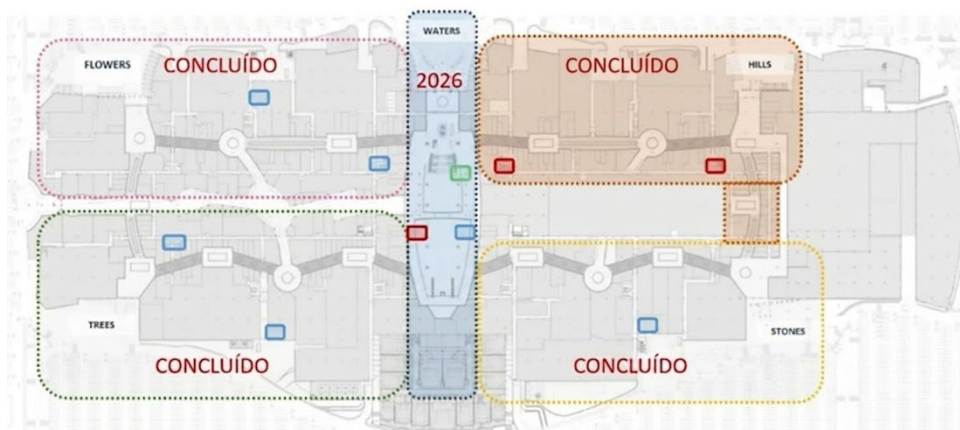 WATERS
FLOWERS
CONCLUÍDO
2026
CONCLUÍDO
HILLS
TREES
CONCLUÍDO
CONCLUÍDO
STONES